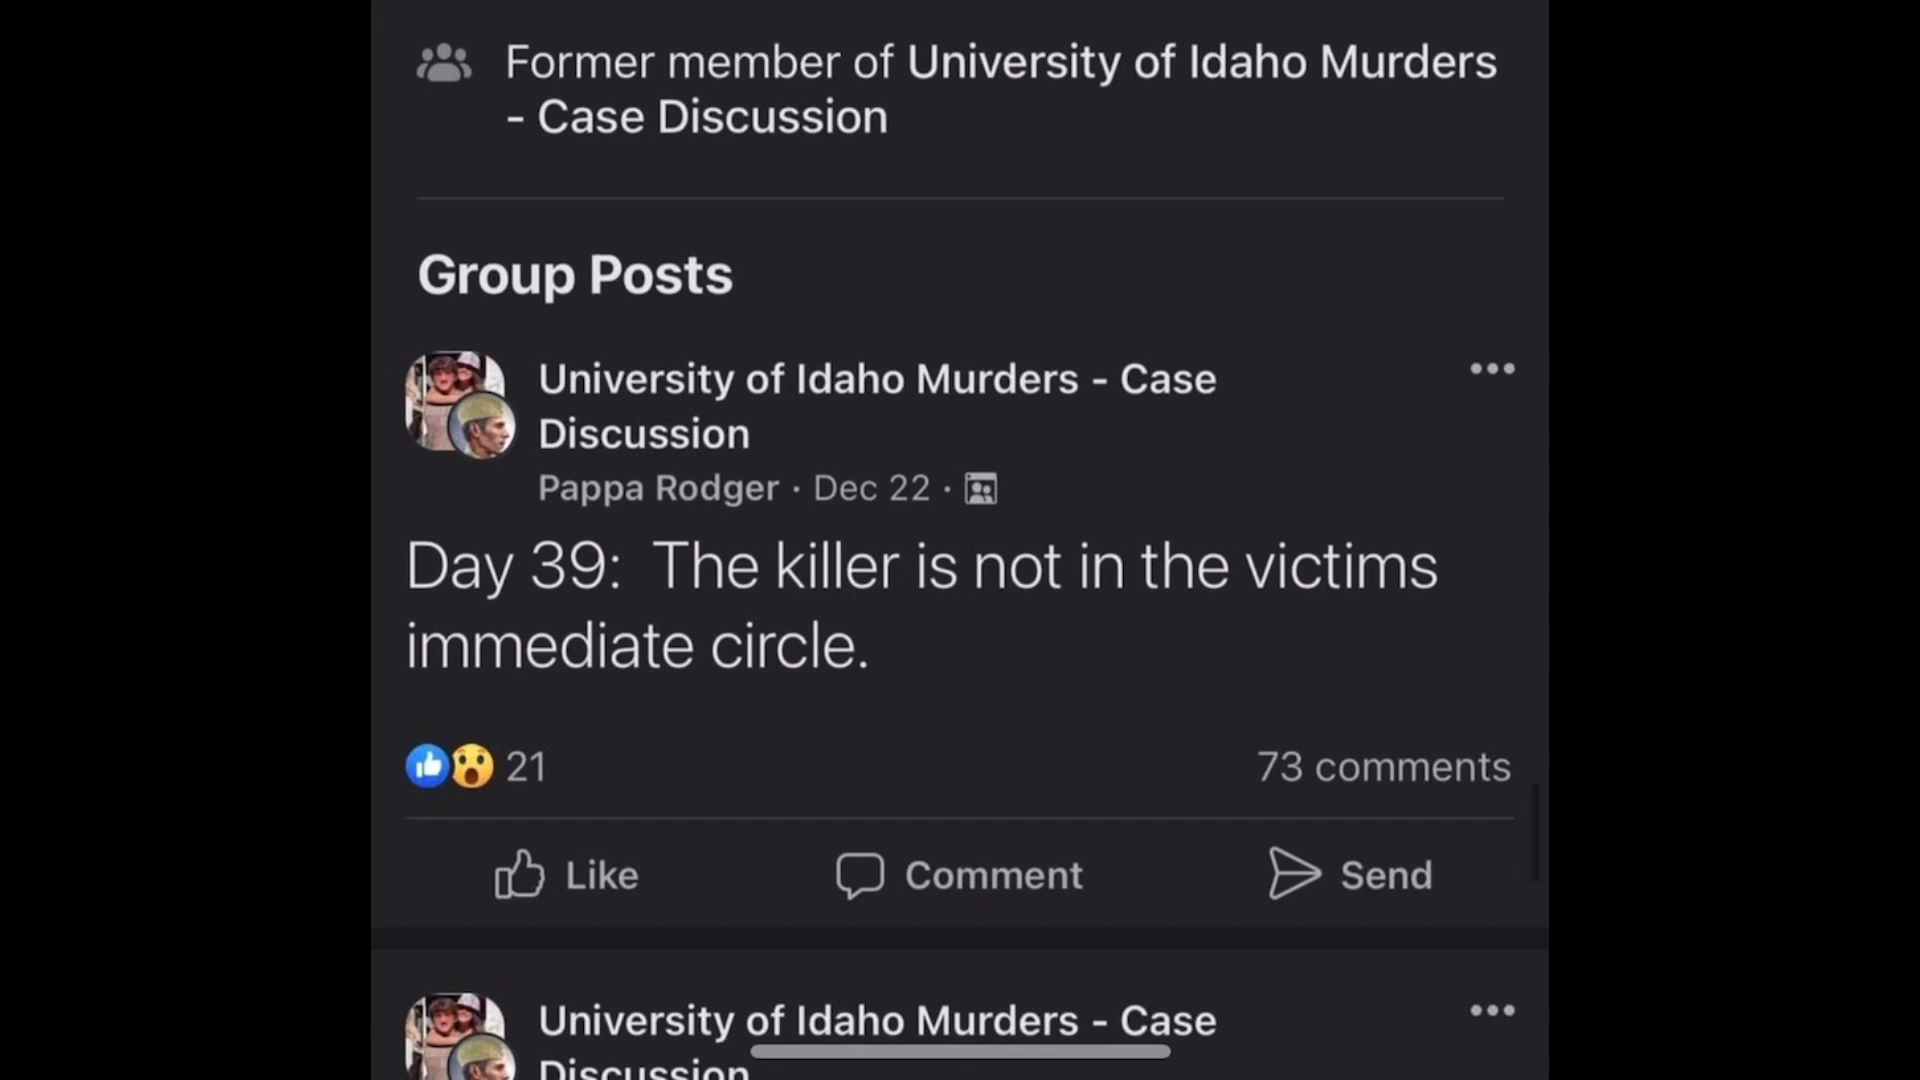 Former member of University of Idaho Murders
- Case Discussion
Group Posts
University of Idaho Murders - Case
Discussion
Pappa Rodger · Dec 22 ·
Day 39: The killer is not in the victims
immediate circle.
21
73 comments
Like
Comment
Send
University of Idaho Murders - Case
Discussion